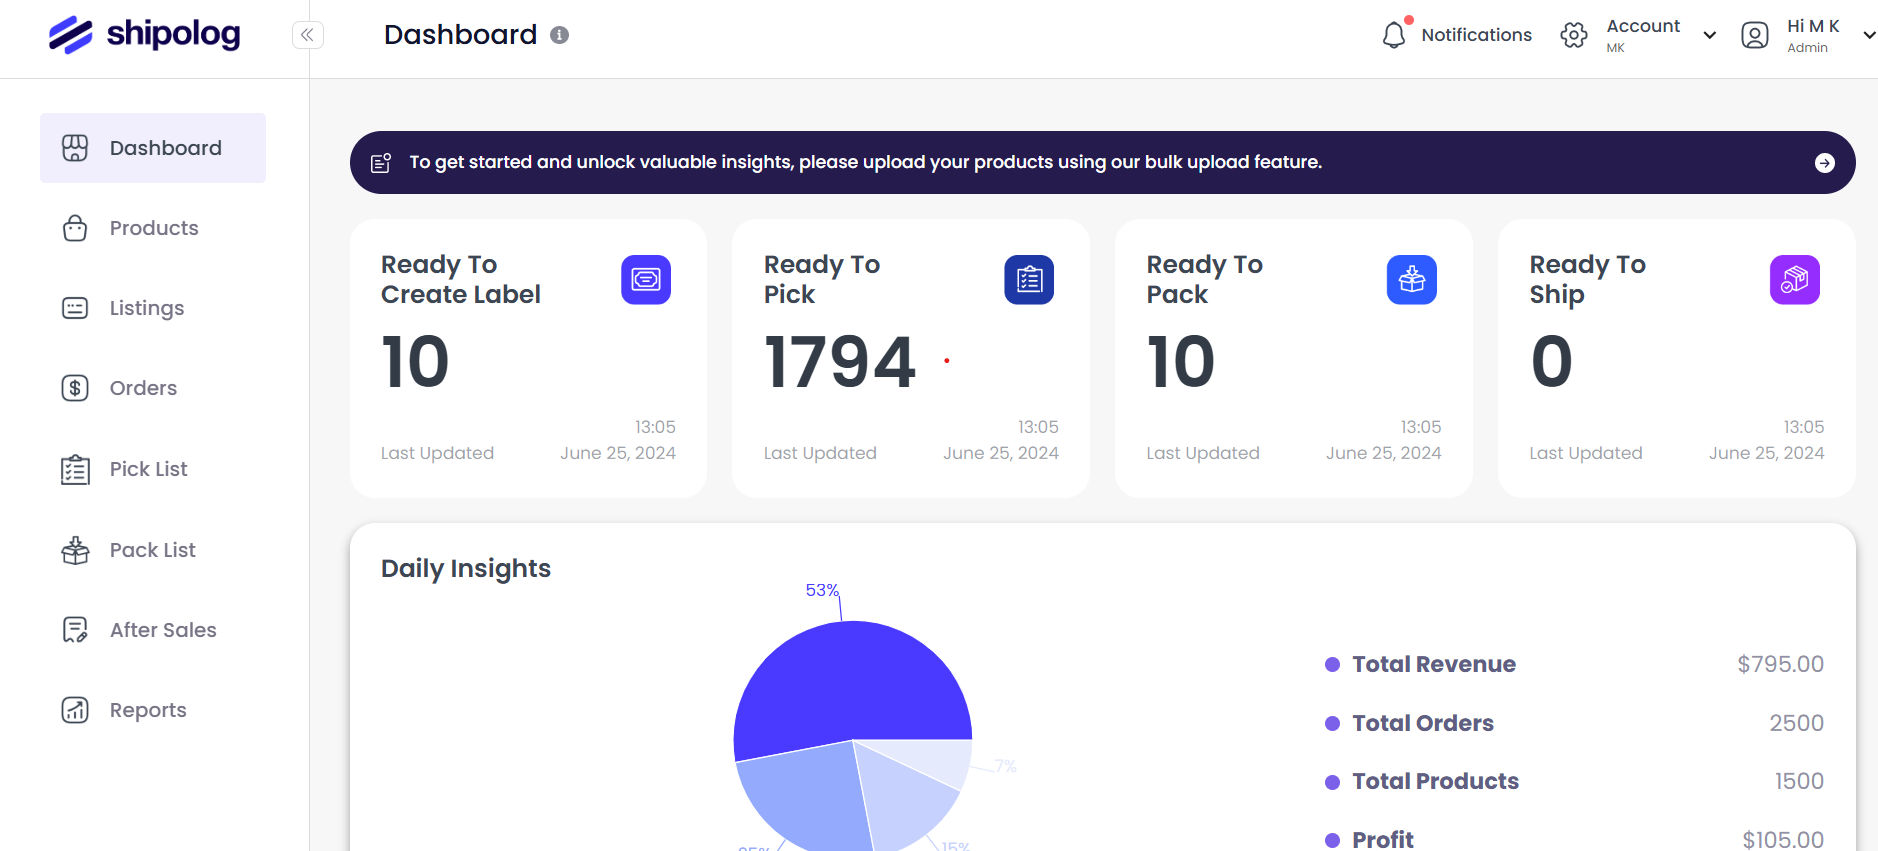 shipolog
Dashboard
Notifications
Account
MK
Hi M K
Admin
Dashboard
Products
Listings
Orders
Pick List
Pack List
After Sales
Reports
To get started and unlock valuable insights, please upload your products using our bulk upload feature.
Ready To
Create Label
10
13:05
Last Updated June 25, 2024
Ready To
Pick
1794
13:05
Last Updated June 25, 2024
Ready To
Pack
10
13:05
Last Updated June 25, 2024
Ready To
Ship
0
13:05
Last Updated June 25, 2024
Daily Insights
53%
7%
15%
Total Revenue $795.00
Total Orders 2500
Total Products 1500
Profit $105.00